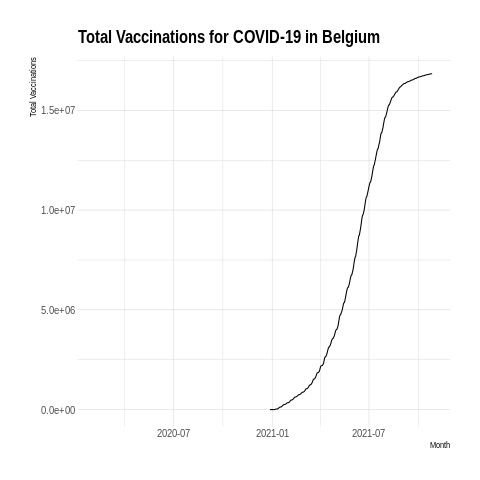 Total Vaccinations for COVID-19 in Belgium
Total Vaccinations
1.5e+07
1.0e+07
5.0e+06
0.0e+00
2020-07 2021-01 2021-07
Month